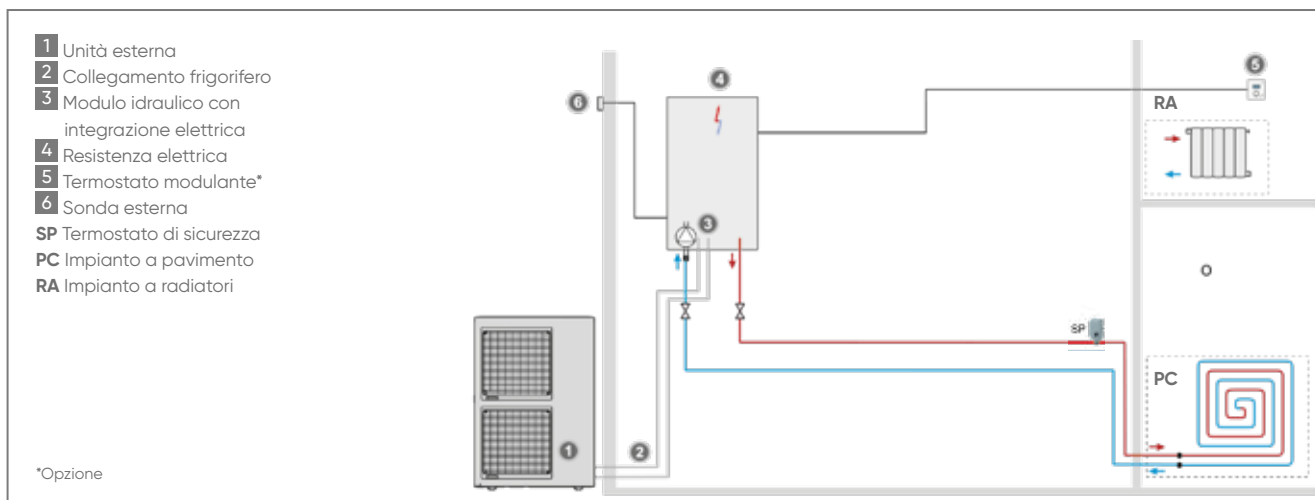 1 Unità esterna
2 Collegamento frigorifero
3 Modulo idraulico con
integrazione elettrica
4 Resistenza elettrica
5 Termostato modulante*
6 Sonda esterna
SP Termostato di sicurezza
PC Impianto a pavimento
RA Impianto a radiatori
*Opzione
4
5
6
RA
3
O
SP
PC
1
2